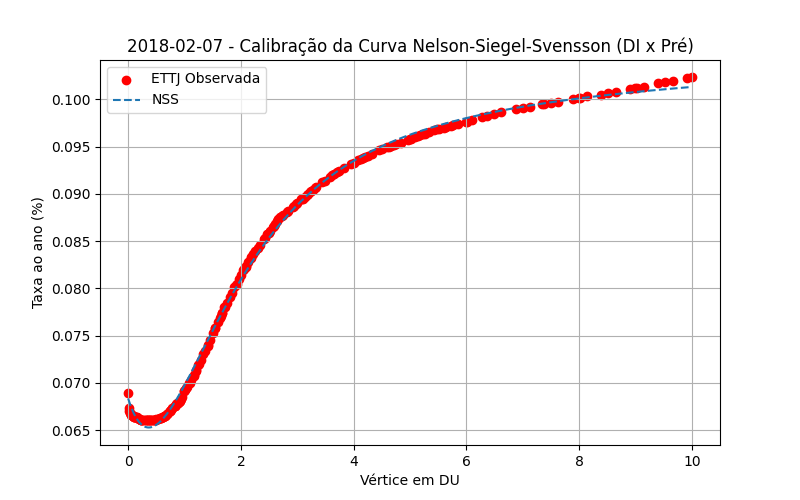 2018-02-07 - Calibração da Curva Nelson-Siegel-Svensson (DI x Pré)
ETTJ Observada
NSS
Taxa ao ano (%)
0.100
0.095
0.090
0.085
0.080
0.075
0.070
0.065
0 2 4 6 8 10
Vértice em DU